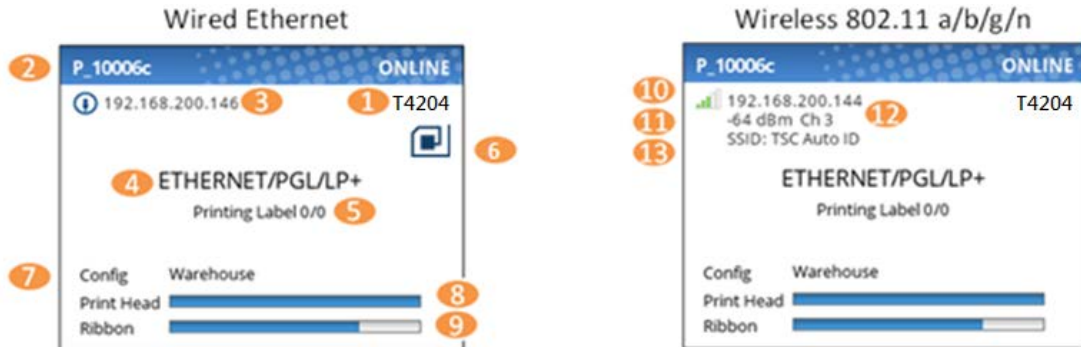 Wired Ethernet
2 P_10006c ONLINE
192.168.200.146 3 1 T4204
6
4 ETHERNET/PGL/LP+
Printing Label 0/0 5
7 Config Warehouse
Print Head 8
Ribbon 9
Wireless 802.11 a/b/g/n
P_10006c ONLINE
10 192.168.200.144 T4204
11 -64 dBm Ch 3 12
13 SSID: TSC Auto ID
ETHERNET/PGL/LP+
Printing Label 0/0
Config Warehouse
Print Head
Ribbon